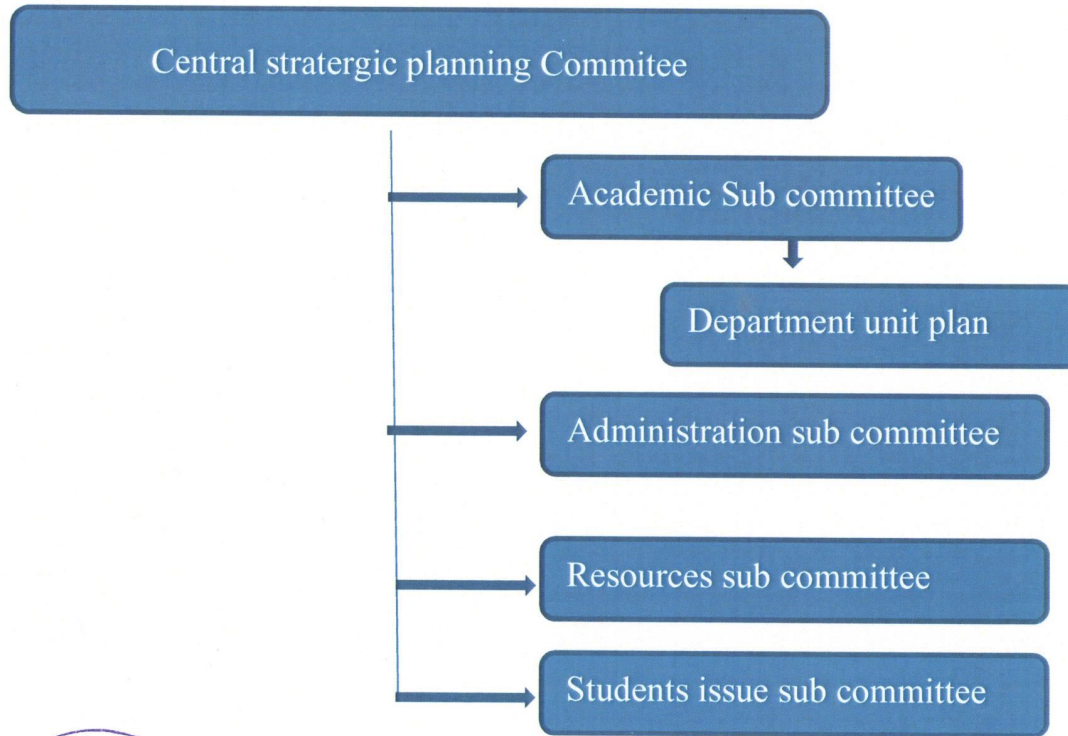 Central stratergic planning Commitee
Academic Sub committee
Department unit plan
Administration sub committee
Resources sub committee
Students issue sub committee